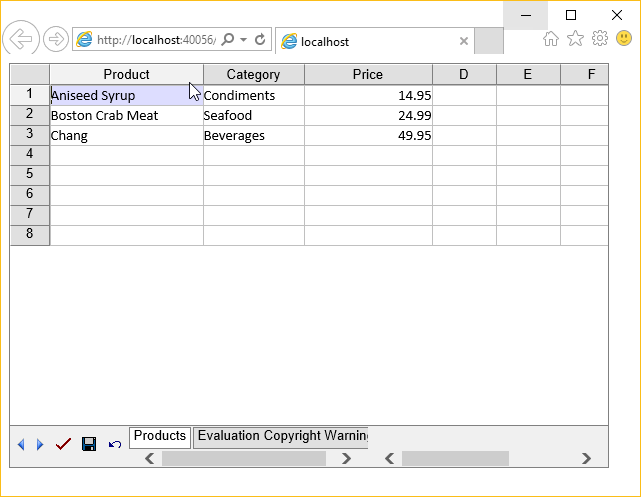 http://localhost:40056/
localhost
Product Category Price D E F
1 Aniseed Syrup Condiments 14.95
2 Boston Crab Meat Seafood 24.99
3 Chang Beverages 49.95
4
5
6
7
8
Products Evaluation Copyright Warning